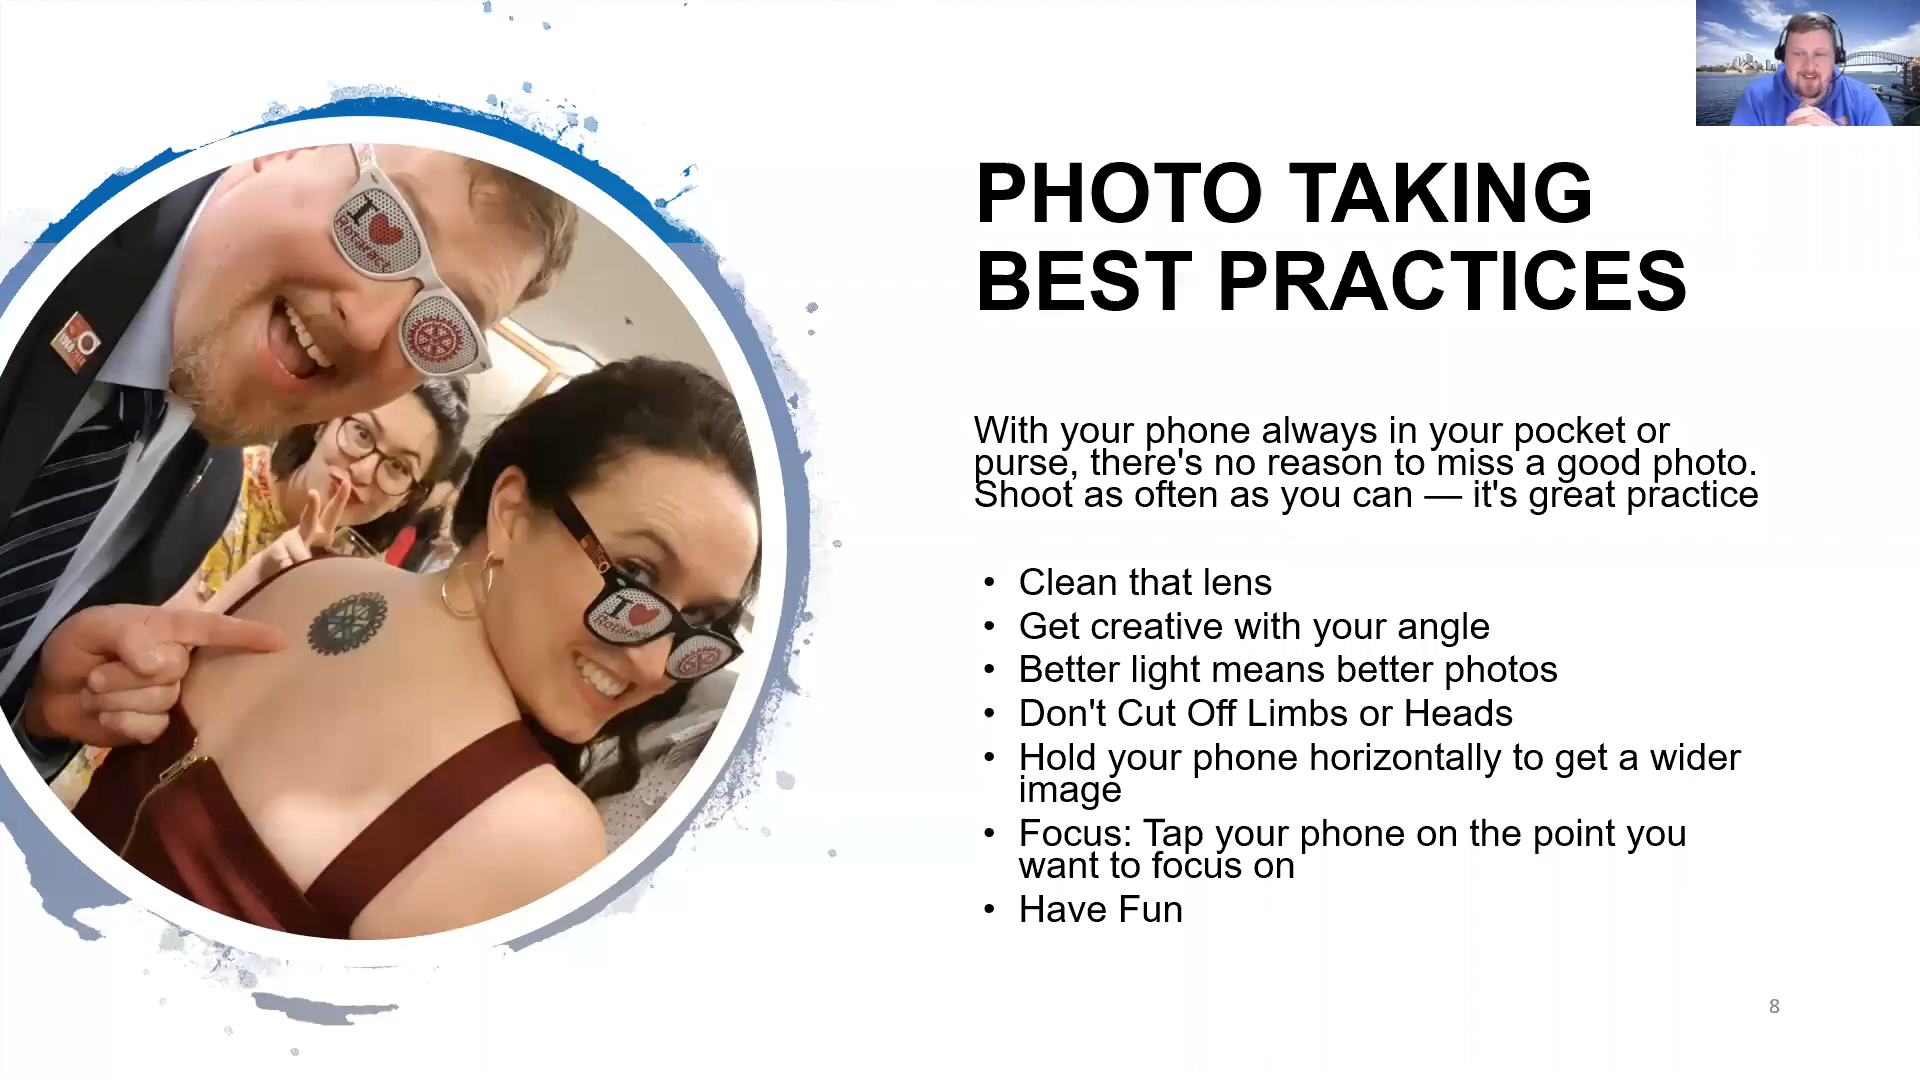 PHOTO TAKING
BEST PRACTICES
With your phone always in your pocket or
purse, there's no reason to miss a good photo.
Shoot as often as you can — it's great practice
• Clean that lens
• Get creative with your angle
• Better light means better photos
• Don't Cut Off Limbs or Heads
• Hold your phone horizontally to get a wider
image
• Focus: Tap your phone on the point you
want to focus on
• Have Fun
I ❤
Rotaract
I ❤
8